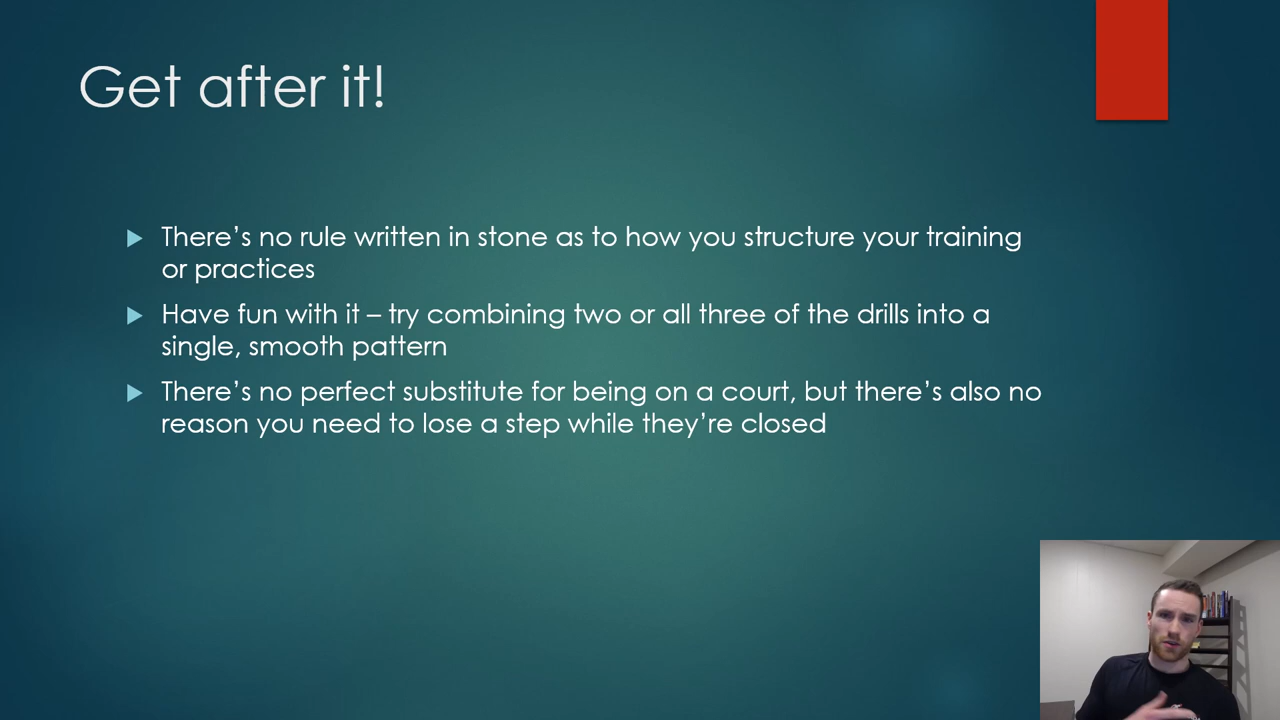 Get after it!
There's no rule written in stone as to how you structure your training
or practices
Have fun with it – try combining two or all three of the drills into a
single, smooth pattern
There's no perfect substitute for being on a court, but there's also no
reason you need to lose a step while they're closed